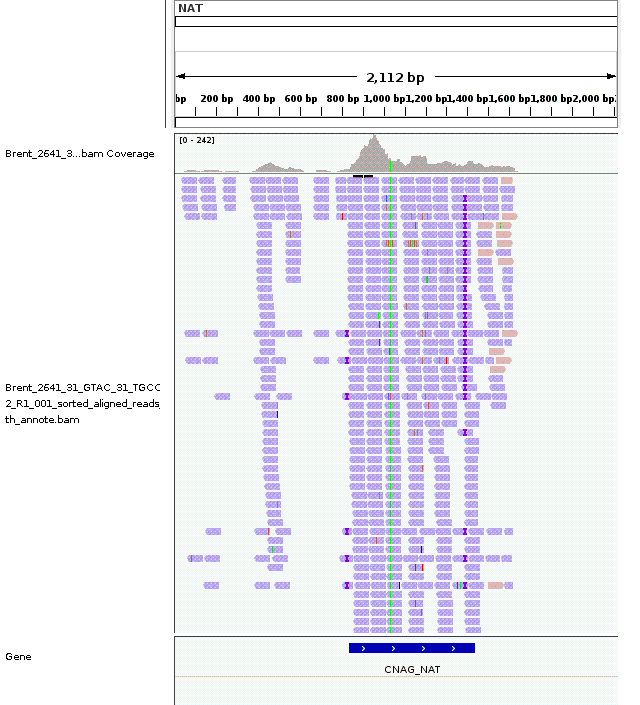 NAT
2,112 bp
bp 200 bp 400 bp 600 bp 800 bp 1,000 bp 1,200 bp 1,400 bp 1,600 bp 1,800 bp 2,000 bp
[0 - 242]
Brent_2641_3...bam Coverage
Brent_2641_31_GTAC_31_TGCC
2_R1_001_sorted_aligned_reads_
th_annote.bam
Gene
CNAG_NAT